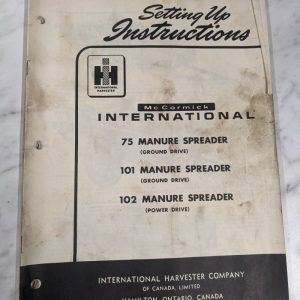 Setting Up
Instructions
IH
INTERNATIONAL
HARVESTER
McCormick
INTERNATIONAL
75 MANURE SPREADER
(GROUND DRIVE)
101 MANURE SPREADER
(GROUND DRIVE)
102 MANURE SPREADER
(POWER DRIVE)
INTERNATIONAL HARVESTER COMPANY
OF CANADA, LIMITED
HAMILTON, ONTARIO, CANADA